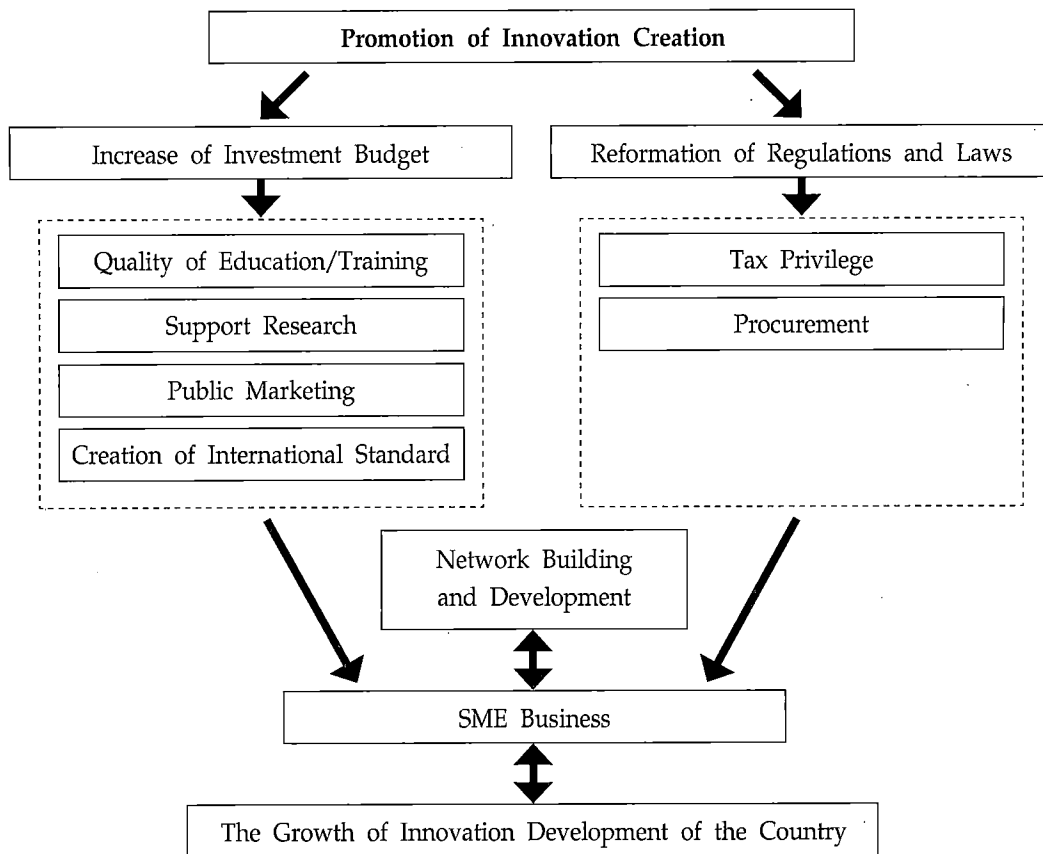 Promotion of Innovation Creation
Increase of Investment Budget
Reformation of Regulations and Laws
Quality of Education/Training
Support Research
Public Marketing
Creation of International Standard
Tax Privilege
Procurement
Network Building
and Development
SME Business
The Growth of Innovation Development of the Country